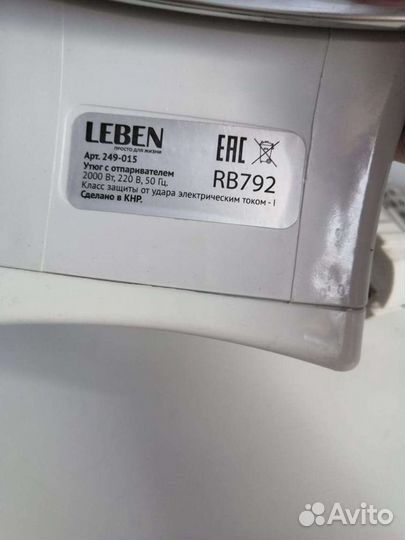 LEBEN
ПРОСТО ДЛЯ ЖИЗНИ
EAC
Арт. 249-015
Утюг с отпаривателем
2000 Вт, 220 В, 50 Гц.
RB792
Класс защиты от удара электрическим током - I
Сделано в КНР.
Avito